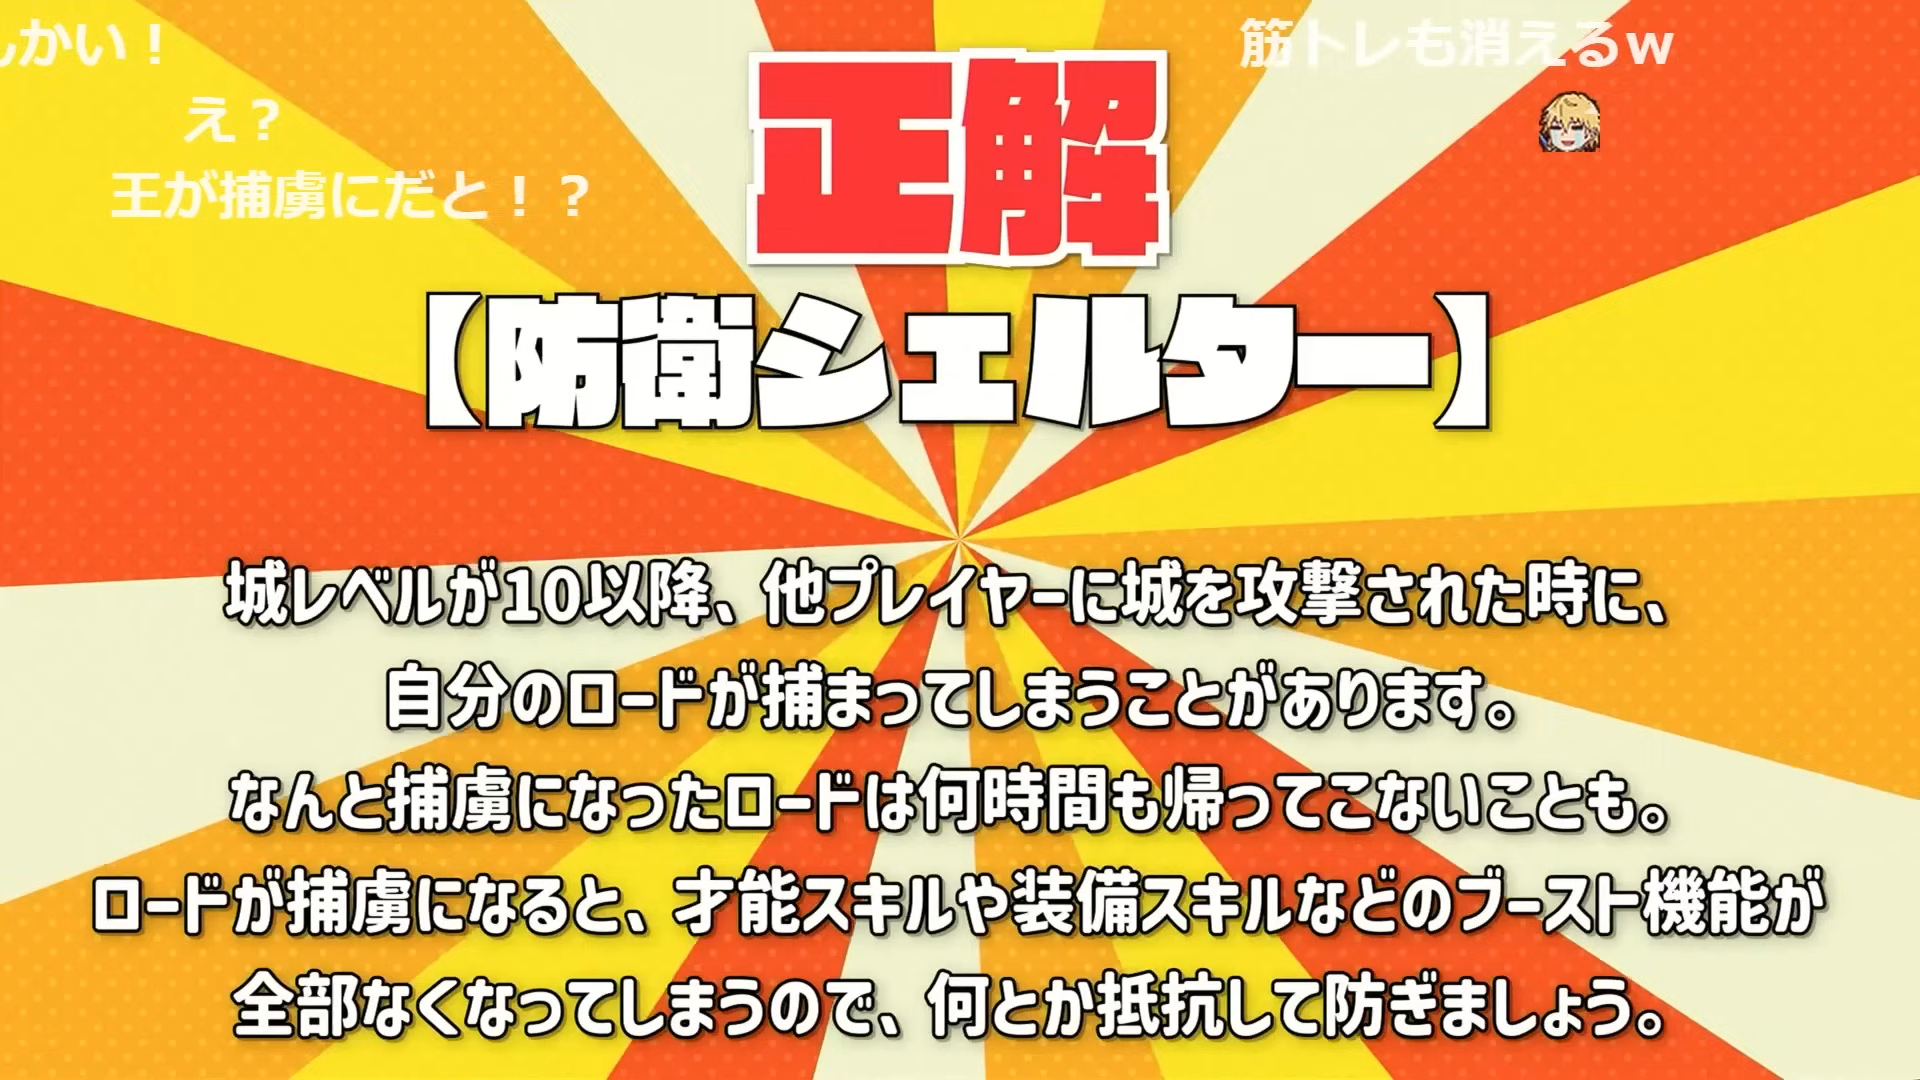 かい！
筋トレも消えるw
え？
王が捕虜にだと！？
正解
【防衛シェルター】
城レベルが10以降、他プレイヤーに城を攻撃された時に、
自分のロードが捕まってしまうことがあります。
なんと捕虜になったロードは何時間も帰ってこないことも。
ロードが捕虜になると、才能スキルや装備スキルなどのブースト機能が
全部なくなってしまうので、何とか抵抗して防ぎましょう。